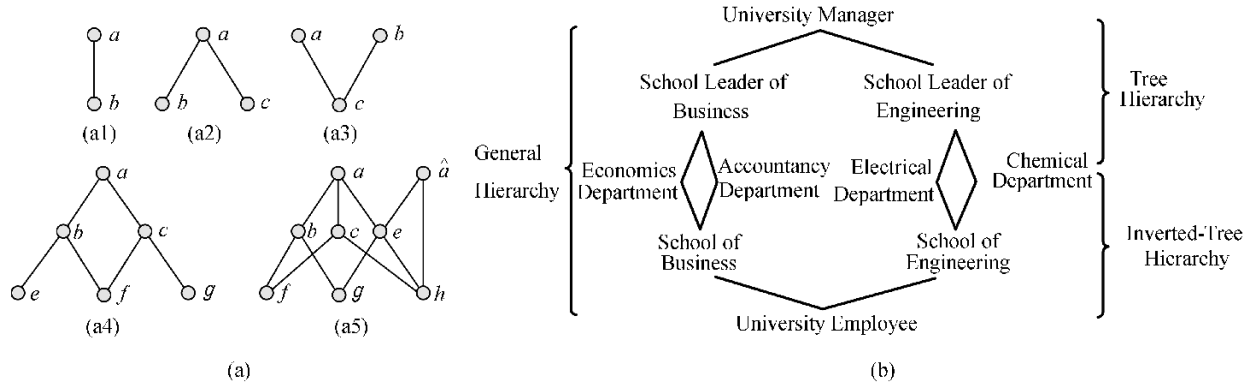 a
b
(a1)
a
b
c
(a2)
a
b
c
(a3)
a
b
c
e
f
g
(a4)
a
â
b
c
e
f
g
h
(a5)
(a)
University Manager
School Leader of
Business
School Leader of
Engineering
Tree
Hierarchy
General
Hierarchy
Economics
Department
Accountancy
Department
Electrical
Department
Chemical
Department
School of
Business
School of
Engineering
Inverted-Tree
Hierarchy
University Employee
(b)